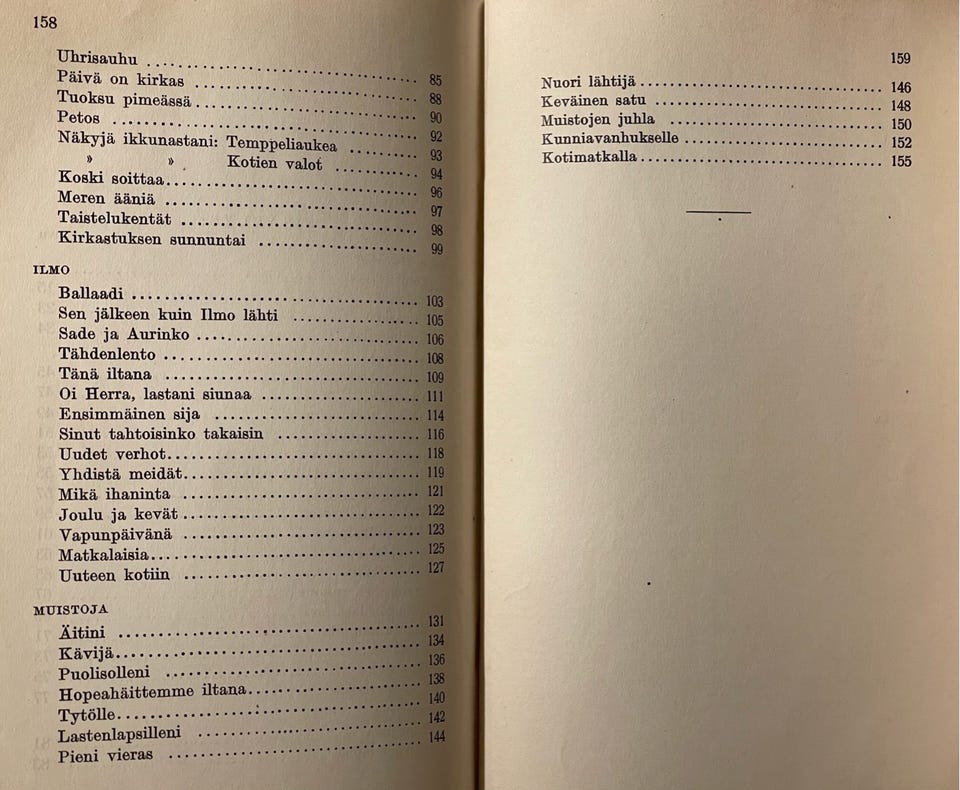 158
Uhrisauhu .................................. 85
Päivä on kirkas ............................ 88
Tuoksu pimeässä ............................ 90
Petos ...................................... 92
Näkyjä ikkunastani: Temppeliaukea .......... 93
» » Kotien valot ............ 94
Koski soittaa............................... 96
Meren ääniä ................................ 97
Taistelukentät ............................. 98
Kirkastuksen sunnuntai ..................... 99
ILMO
Ballaadi ................................... 103
Sen jälkeen kuin Ilmo lähti ................ 105
Sade ja Aurinko ............................ 106
Tähdenlento ................................ 108
Tänä iltana ................................ 109
Oi Herra, lastani siunaa ................... 111
Ensimmäinen sija ........................... 114
Sinut tahtoisinko takaisin ................. 116
Uudet verhot................................ 118
Yhdistä meidät.............................. 119
Mikä ihaninta .............................. 121
Joulu ja kevät.............................. 122
Vapunpäivänä ............................... 123
Matkalaisia................................. 125
Uuteen kotiin .............................. 127
MUISTOJA
Äitini ..................................... 131
Kävijä...................................... 134
Puolisolleni ............................... 136
Hopeahäittemme iltana....................... 138
Tytölle..................................... 140
Lastenlapsilleni ........................... 142
Pieni vieras ............................... 144
159
Nuori lähtijä .............................. 146
Keväinen satu .............................. 148
Muistojen juhla ............................ 150
Kunniavanhukselle .......................... 152
Kotimatkalla................................ 155